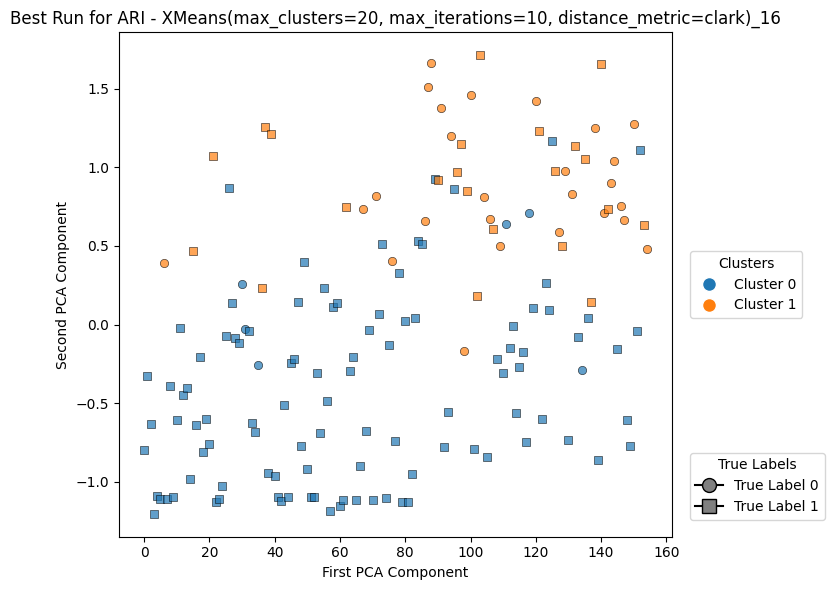 Best Run for ARI - XMeans(max_clusters=20, max_iterations=10, distance_metric=clark)_16
1.5
1.0
0.5
0.0
−0.5
−1.0
Second PCA Component
0 20 40 60 80 100 120 140 160
First PCA Component
Clusters
Cluster 0
Cluster 1
True Labels
True Label 0
True Label 1